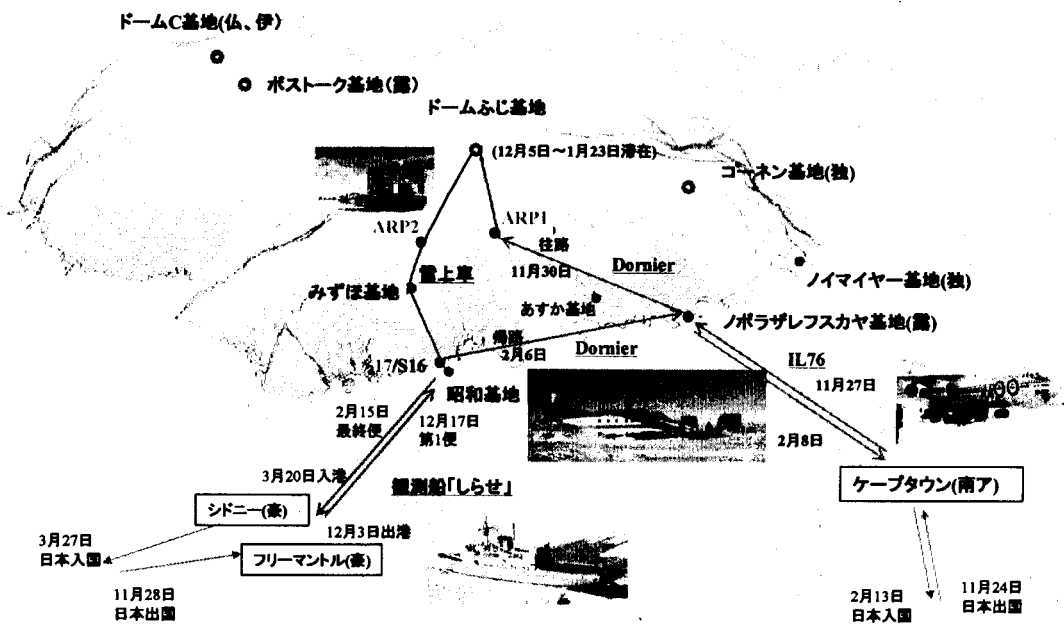 ドームC基地(仏、伊)
ボストーク基地(露)
ドームふじ基地
(12月5日～1月23日滞在)
コーネン基地(独)
ARP2
ARP1
往路
11月30日
Dornier
ノイマイヤー基地(独)
雪上車
みずほ基地
あすか基地
ノボラザレフスカヤ基地(露)
帰路
2月6日
Dornier
S17/S16
昭和基地
IL76
11月27日
2月8日
2月15日
最終便
12月17日
第1便
3月20日入港
観測船「しらせ」
ケープタウン(南ア)
シドニー(豪)
12月3日出港
フリーマントル(豪)
3月27日
日本入国
11月28日
日本出国
2月13日
日本入国
11月24日
日本出国